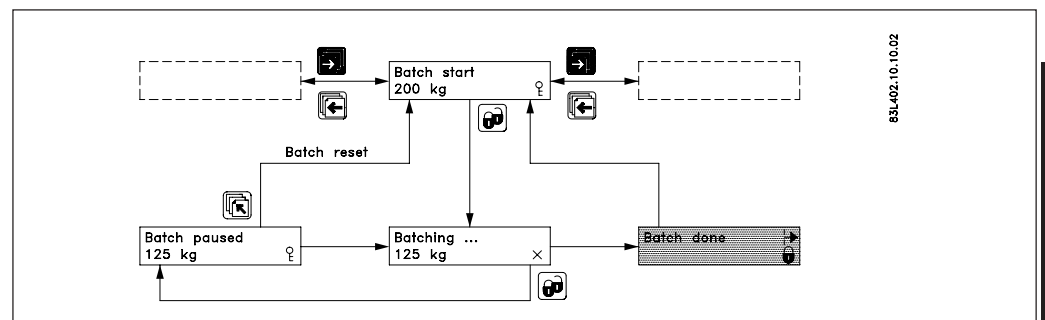 Batch start
200 kg
83L402.10.10.02
Batch reset
Batch paused
125 kg
Batching ...
125 kg
Batch done